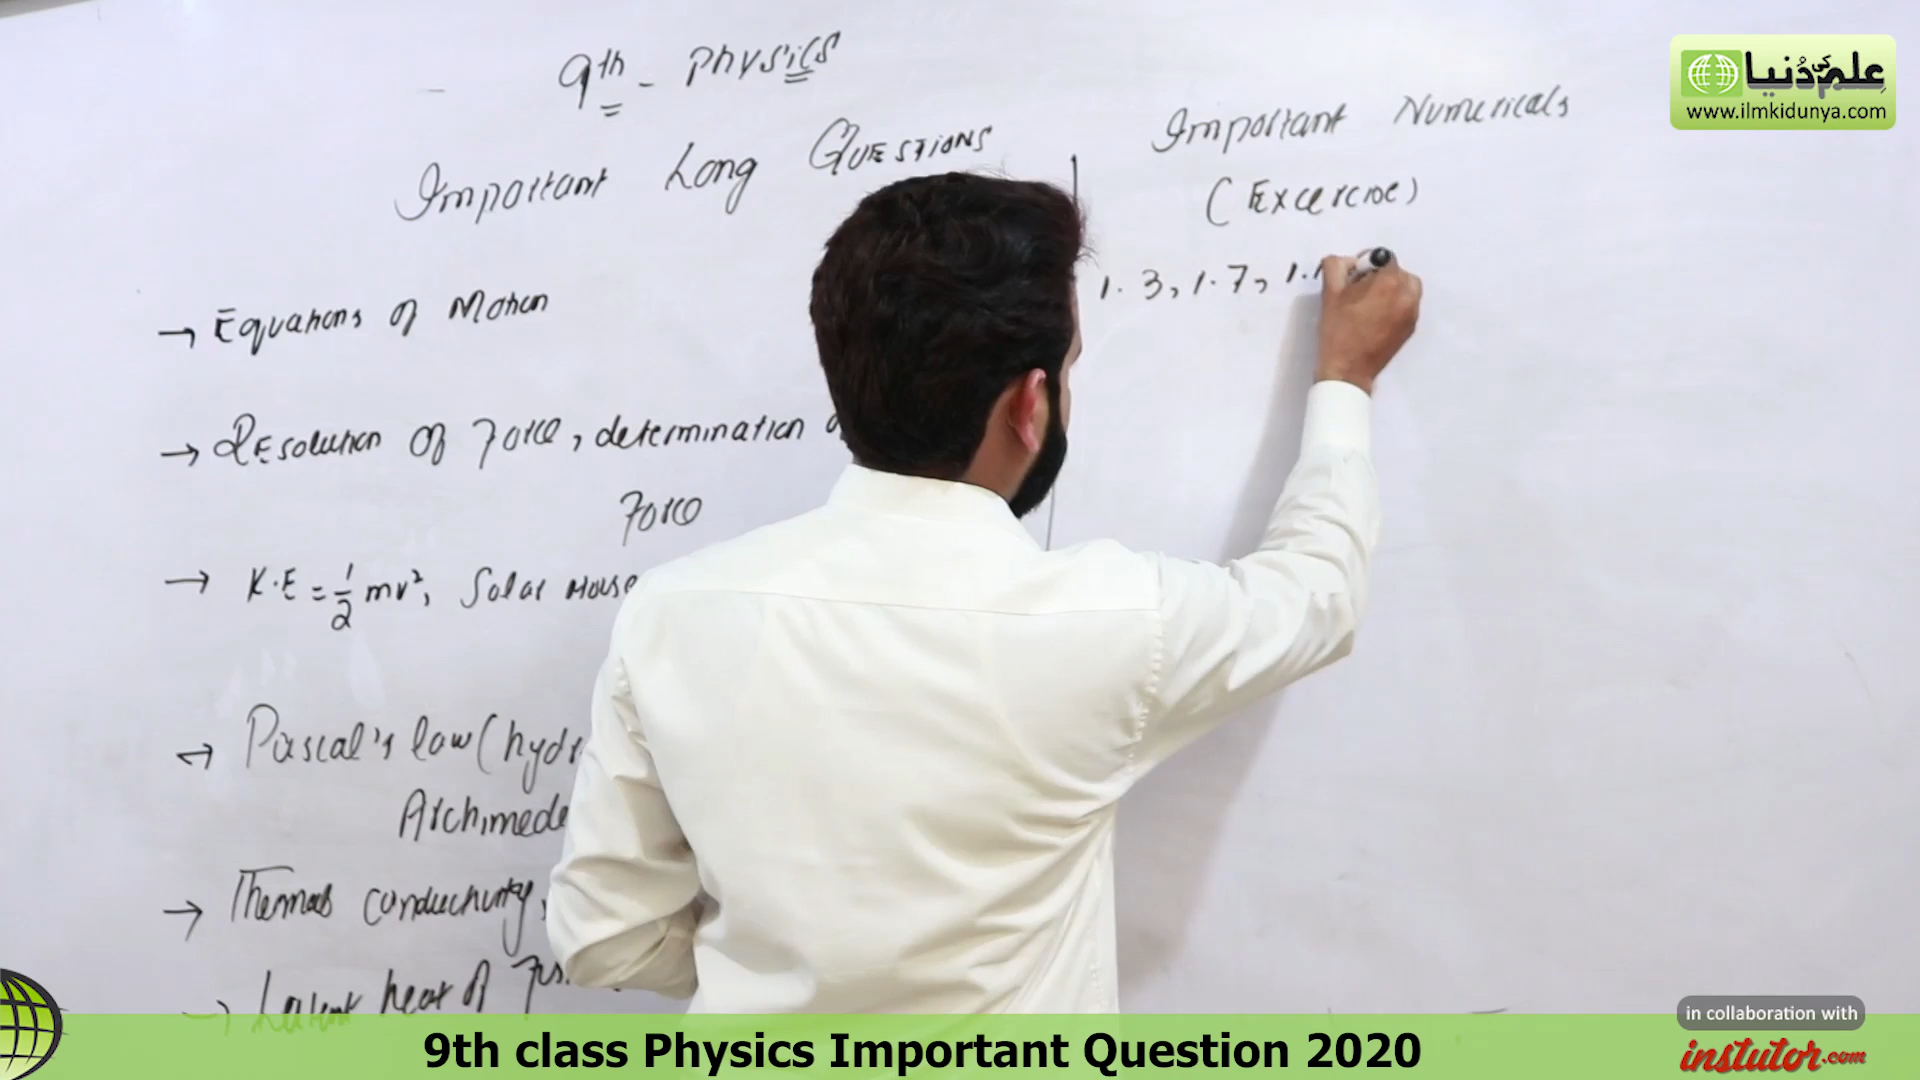 9th - Physics
Important Long QUESTIONS
→ Equations of Motion
→ REsolution of Force, determination
Force
→ K.E = 1/2 mv², Solar House
→ Pascal's law (hyd
Archimede
→ Thermal conductivity,
→ Latent heat of Fus
Important Numericals
(Excercise)
1.3, 1.7, 1.
علم کی دُنیا
www.ilmkidunya.com
in collaboration with
instutor.com
9th class Physics Important Question 2020